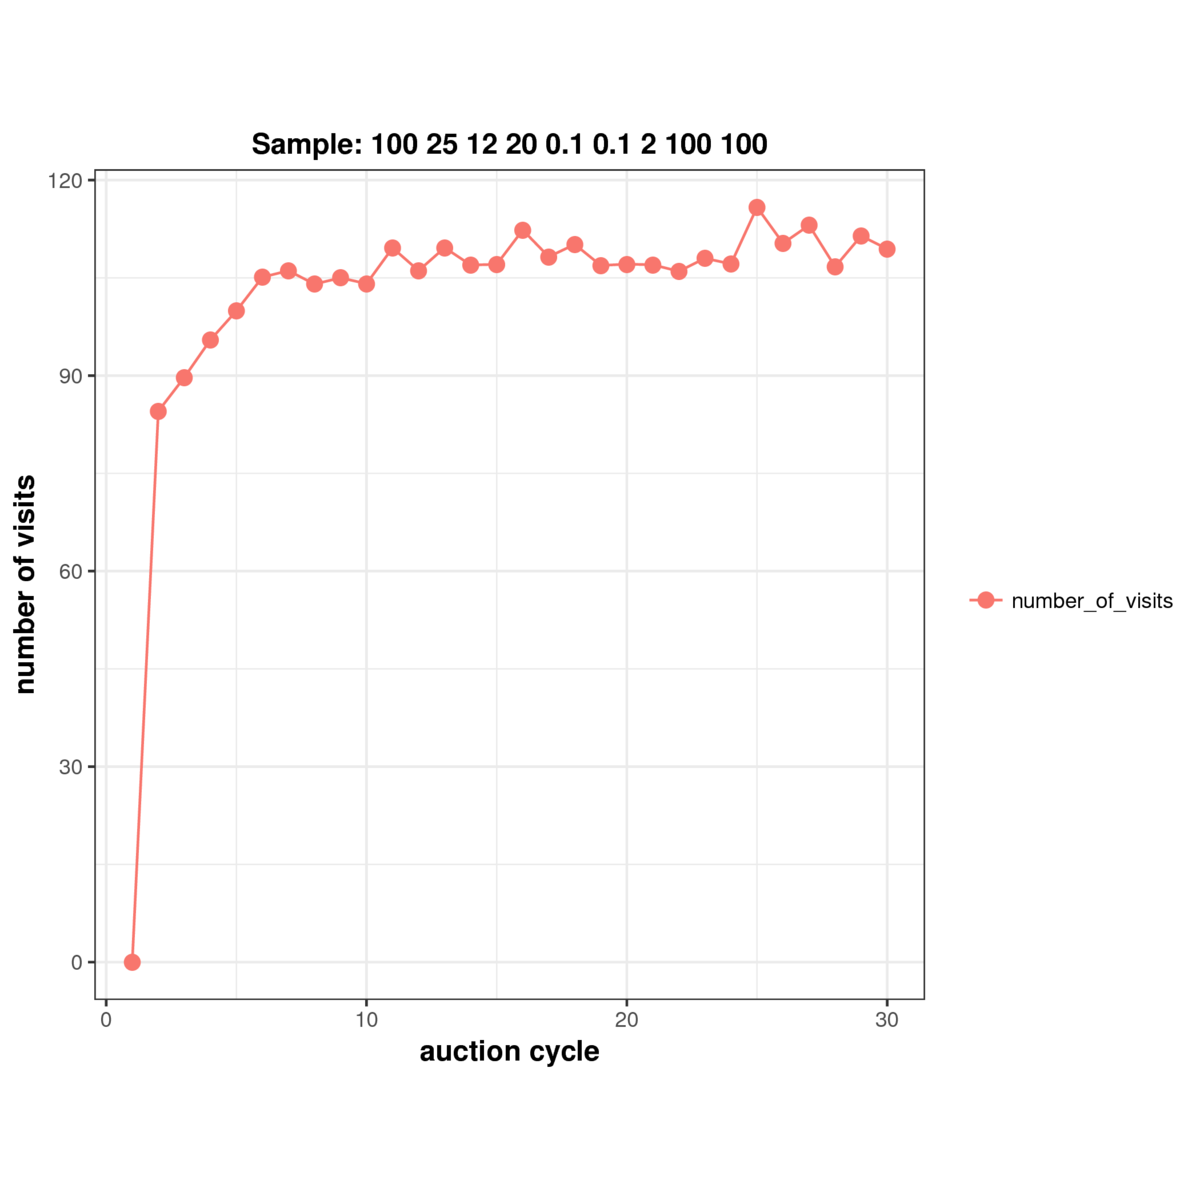 Sample: 100 25 12 20 0.1 0.1 2 100 100
120
90
60
30
0
number of visits
0 10 20 30
auction cycle
number_of_visits